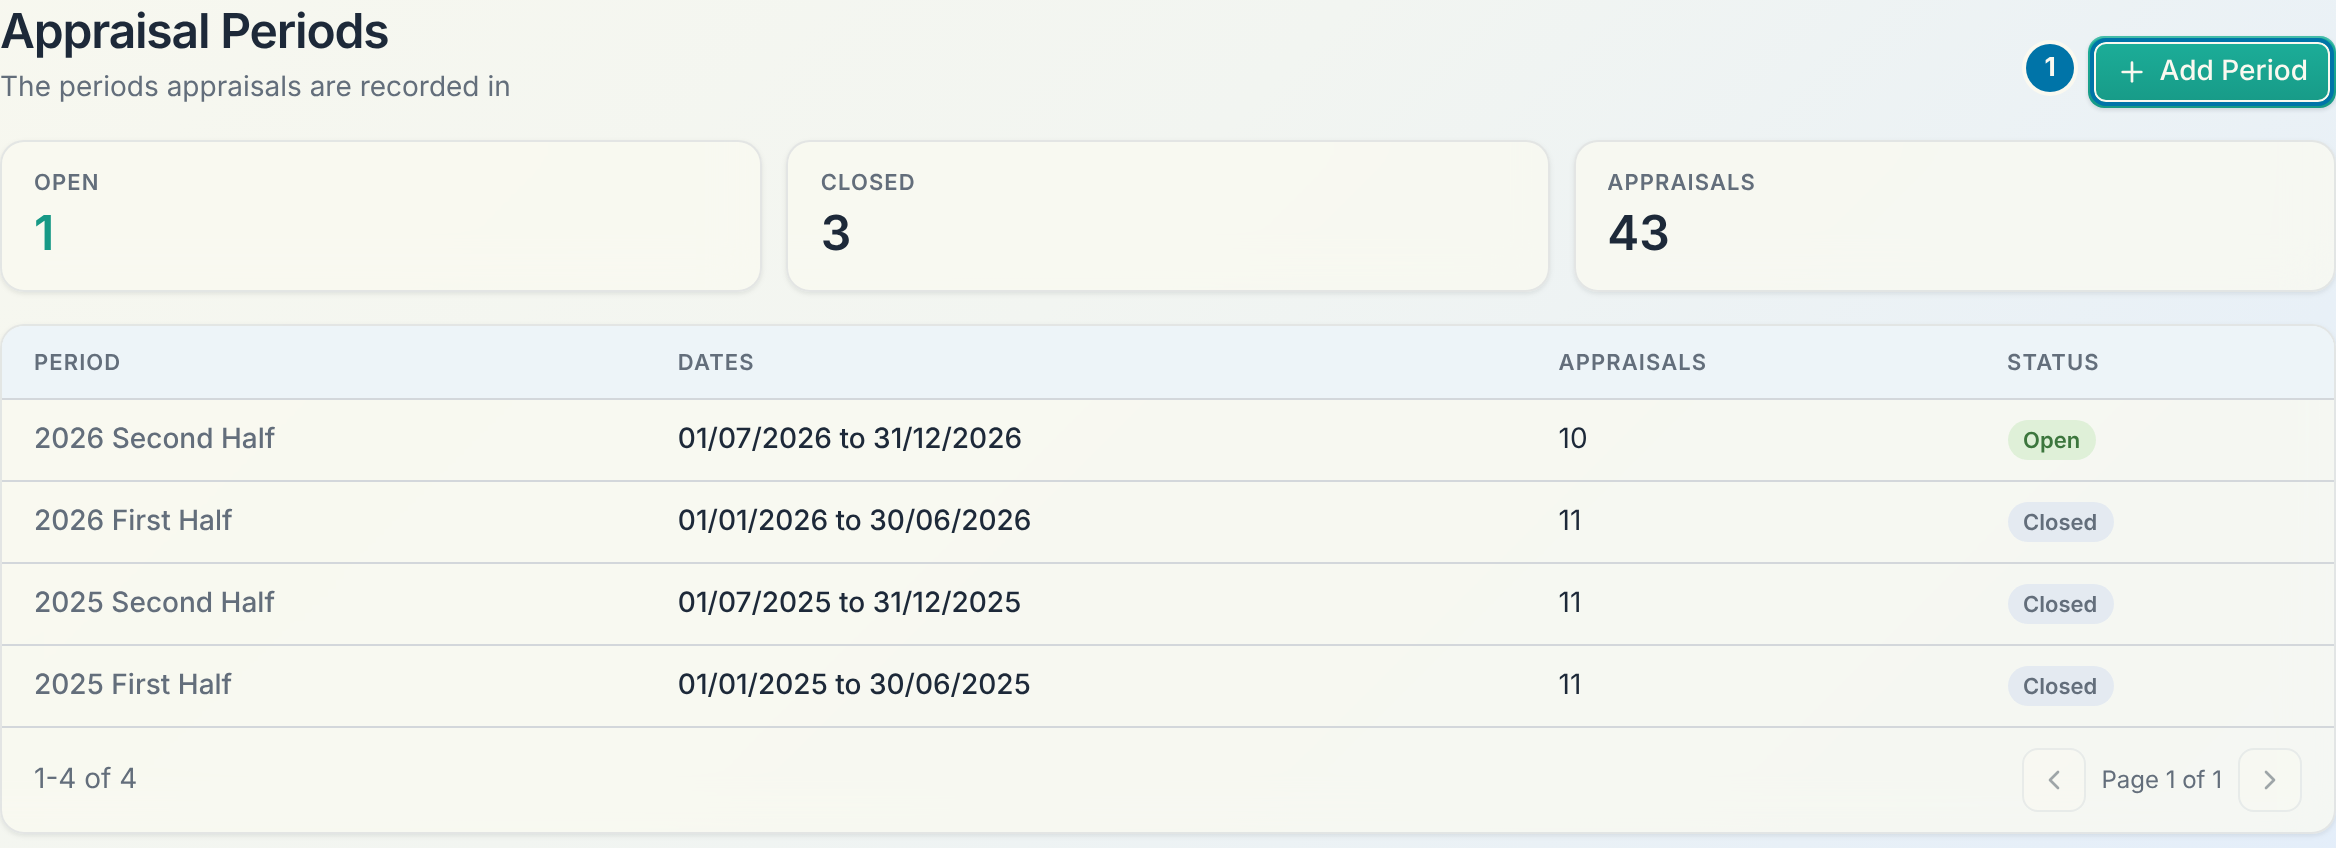 Appraisal Periods
The periods appraisals are recorded in
1
+ Add Period
OPEN
1
CLOSED
3
APPRAISALS
43
PERIOD DATES APPRAISALS STATUS
2026 Second Half 01/07/2026 to 31/12/2026 10 Open
2026 First Half 01/01/2026 to 30/06/2026 11 Closed
2025 Second Half 01/07/2025 to 31/12/2025 11 Closed
2025 First Half 01/01/2025 to 30/06/2025 11 Closed
1-4 of 4
Page 1 of 1